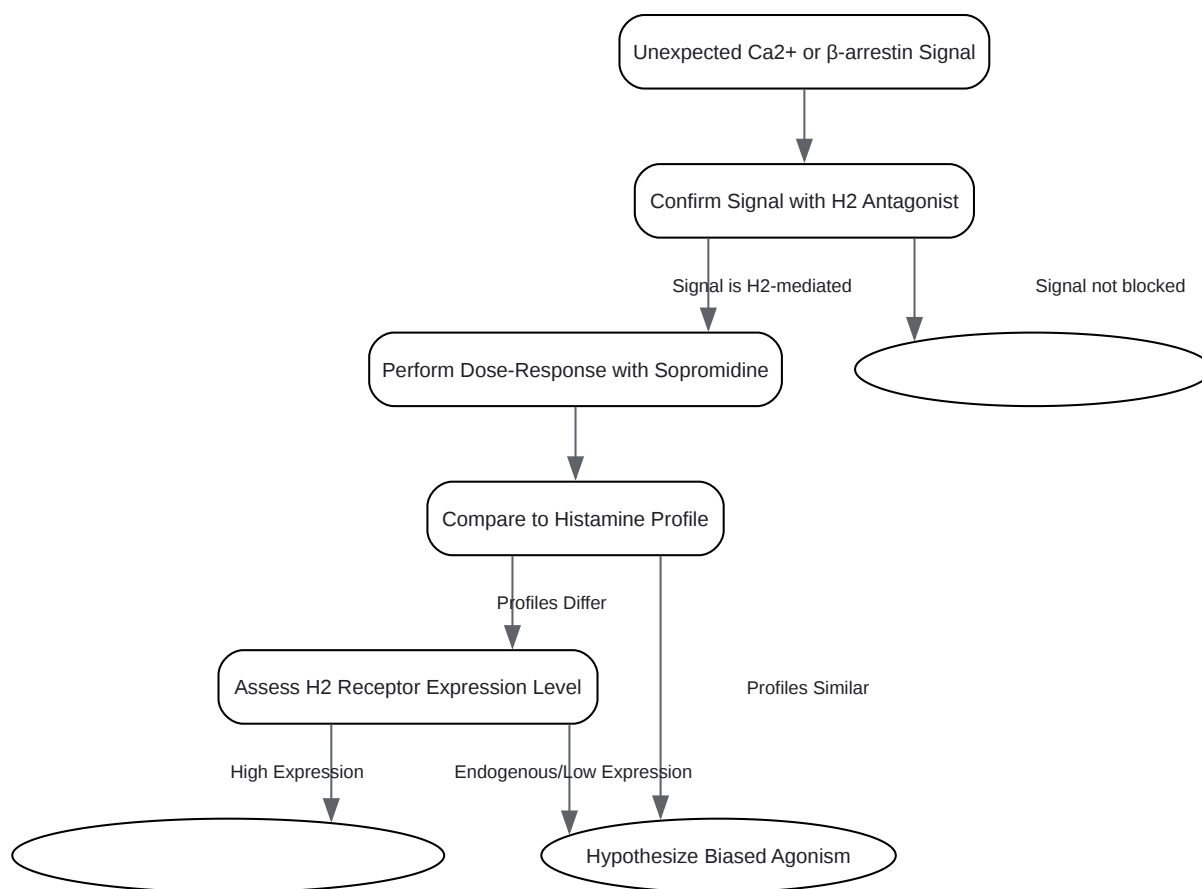 Unexpected Ca2+ or β-arrestin Signal
Confirm Signal with H2 Antagonist
Signal is H2-mediated
Signal not blocked
Perform Dose-Response with Sopromidine
Compare to Histamine Profile
Profiles Differ
Assess H2 Receptor Expression Level
Profiles Similar
High Expression
Endogenous/Low Expression
Hypothesize Biased Agonism